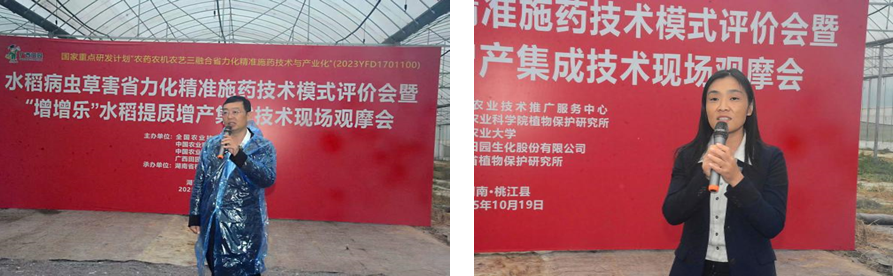 国家重点研发计划“农药农机农艺三融合省力化精准施药技术与产业化”(2023YFD1701100)
水稻病虫草害省力化精准施药技术模式评价会暨
“增增乐”水稻提质增产集 技术现场观摩会
主办单位：全国农业
中国农业
中国农业
广西田园
承办单位：湖南省
湖
202
准施药技术模式评价会暨
产集成技术现场观摩会
农业技术推广服务中心
农业科学院植物保护研究所
农业大学
田园生化股份有限公司
植物保护研究所
南·桃江县
5年10月19日